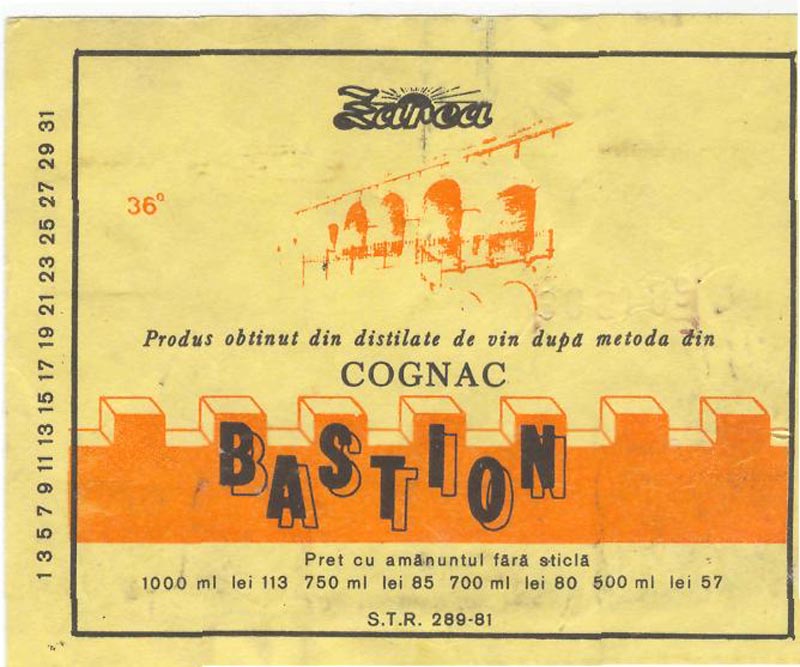 Zarea
36°
Produs obtinut din distilate de vin după metoda din
COGNAC
BASTION
Pret cu amănuntul fără sticlă
1000 ml lei 113 750 ml lei 85 700 ml lei 80 500 ml lei 57
S.T.R. 289-81
1 3 5 7 9 11 13 15 17 19 21 23 25 27 29 31